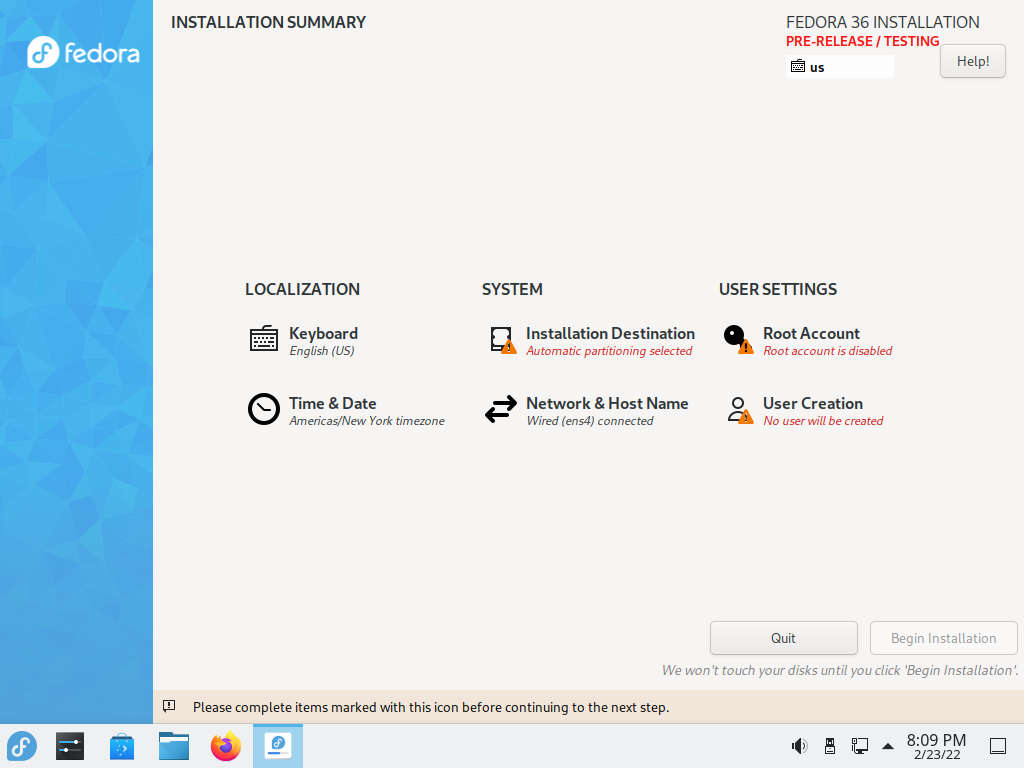 fedora
INSTALLATION SUMMARY
FEDORA 36 INSTALLATION
PRE-RELEASE / TESTING
us
Help!
LOCALIZATION
Keyboard
English (US)
Time & Date
Americas/New York timezone
SYSTEM
Installation Destination
Automatic partitioning selected
Network & Host Name
Wired (ens4) connected
USER SETTINGS
Root Account
Root account is disabled
User Creation
No user will be created
Quit
Begin Installation
We won't touch your disks until you click 'Begin Installation'.
Please complete items marked with this icon before continuing to the next step.
8:09 PM
2/23/22